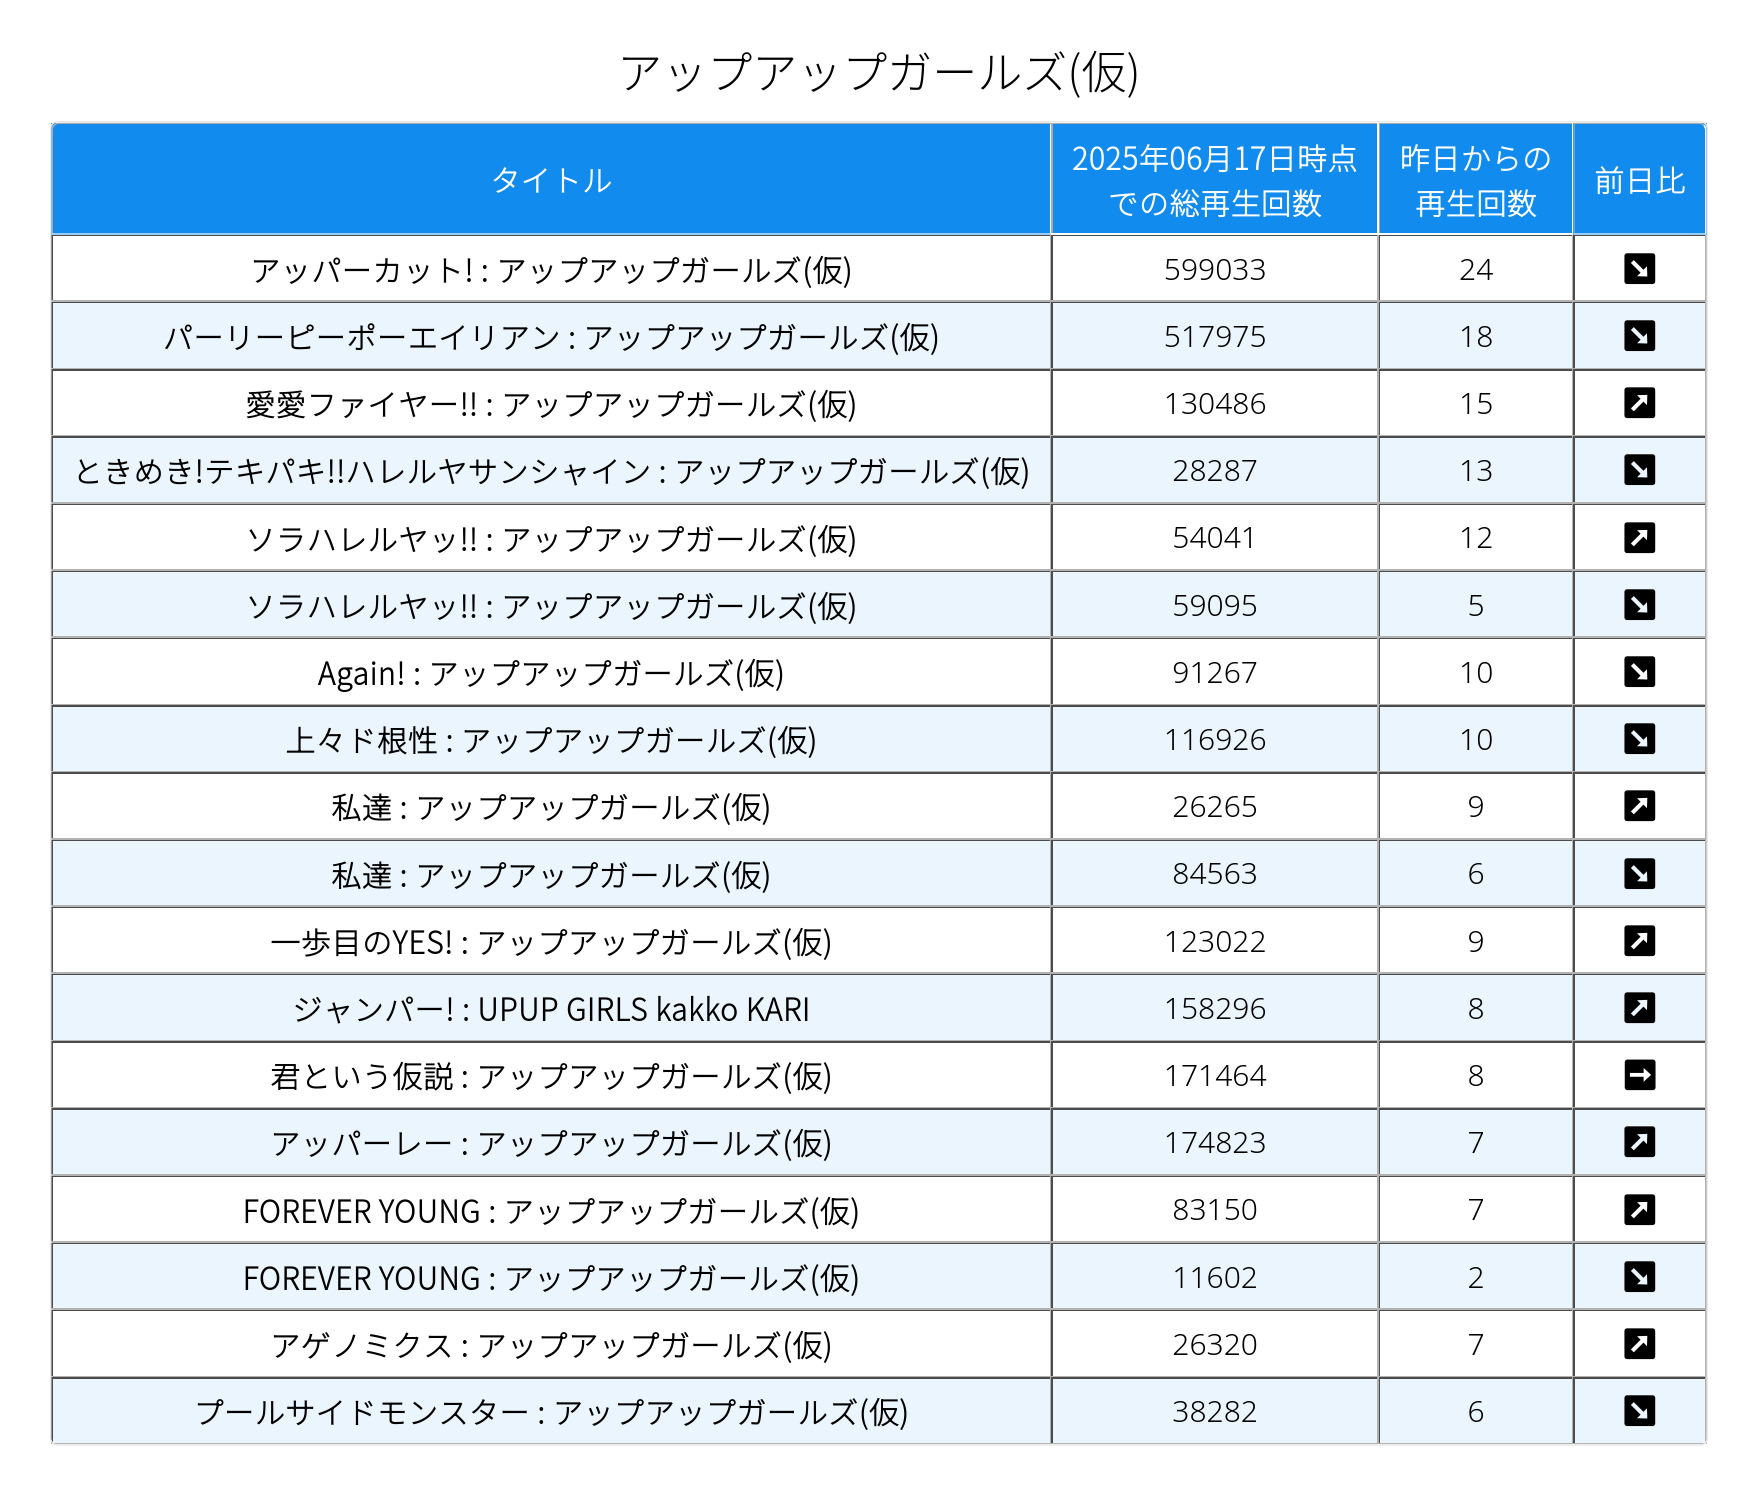 アップアップガールズ(仮)
タイトル
2025年06月17日時点
での総再生回数
昨日からの
再生回数
前日比
アッパーカット! : アップアップガールズ(仮) 599033 24 ↘
パーリーピーポーエイリアン : アップアップガールズ(仮) 517975 18 ↘
愛愛ファイヤー!! : アップアップガールズ(仮) 130486 15 ↗
ときめき!テキパキ!!ハレルヤサンシャイン : アップアップガールズ(仮) 28287 13 ↘
ソラハレルヤッ!! : アップアップガールズ(仮) 54041 12 ↗
ソラハレルヤッ!! : アップアップガールズ(仮) 59095 5 ↘
Again! : アップアップガールズ(仮) 91267 10 ↘
上々ド根性 : アップアップガールズ(仮) 116926 10 ↘
私達 : アップアップガールズ(仮) 26265 9 ↗
私達 : アップアップガールズ(仮) 84563 6 ↘
一歩目のYES! : アップアップガールズ(仮) 123022 9 ↗
ジャンパー! : UPUP GIRLS kakko KARI 158296 8 ↗
君という仮説 : アップアップガールズ(仮) 171464 8 →
アッパーレー : アップアップガールズ(仮) 174823 7 ↗
FOREVER YOUNG : アップアップガールズ(仮) 83150 7 ↗
FOREVER YOUNG : アップアップガールズ(仮) 11602 2 ↘
アゲノミクス : アップアップガールズ(仮) 26320 7 ↗
プールサイドモンスター : アップアップガールズ(仮) 38282 6 ↘